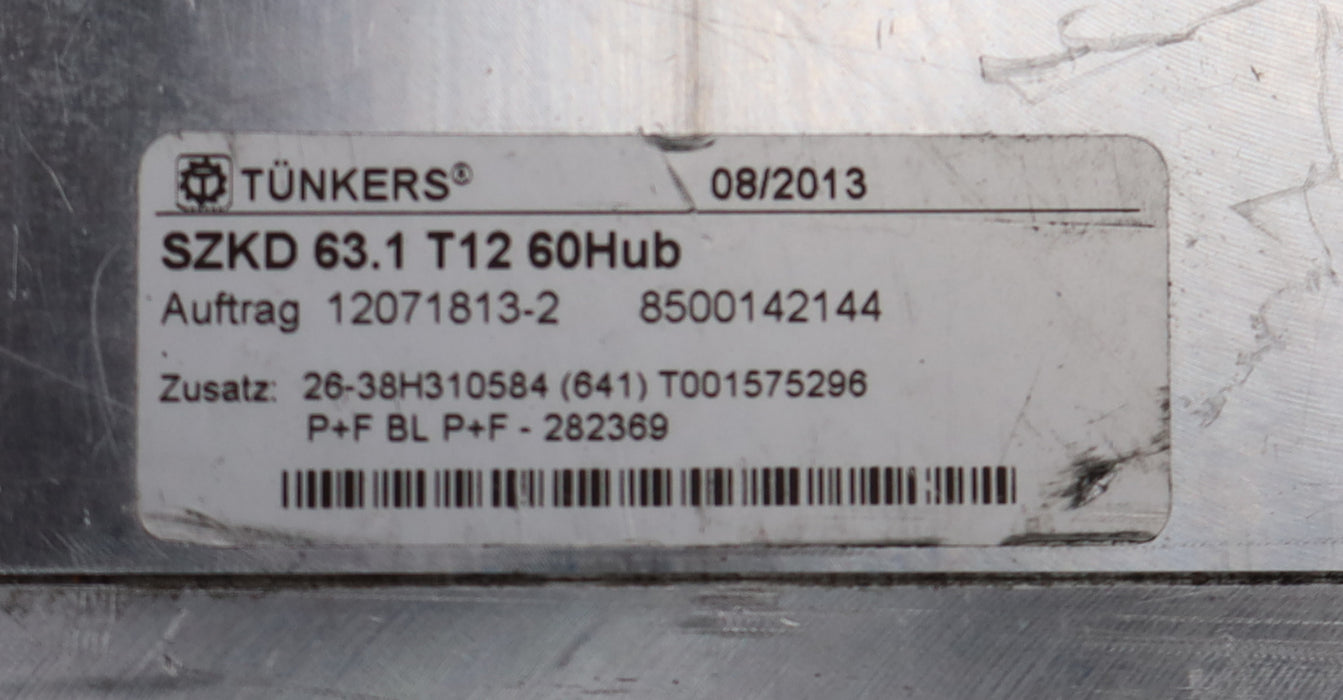 TÜNKERS® 08/2013
SZKD 63.1 T12 60Hub
Auftrag 12071813-2 8500142144
Zusatz: 26-38H310584 (641) T001575296
P+F BL P+F - 282369